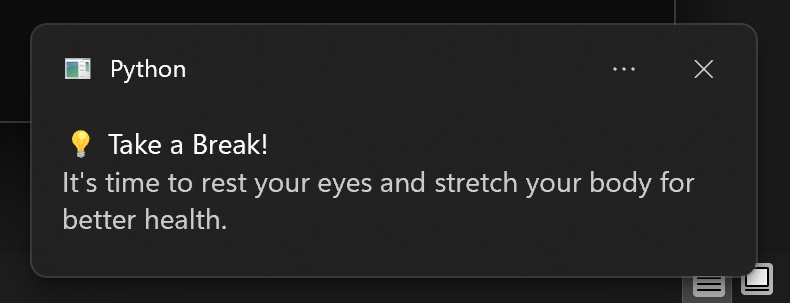 Python
💡 Take a Break!
It's time to rest your eyes and stretch your body for
better health.